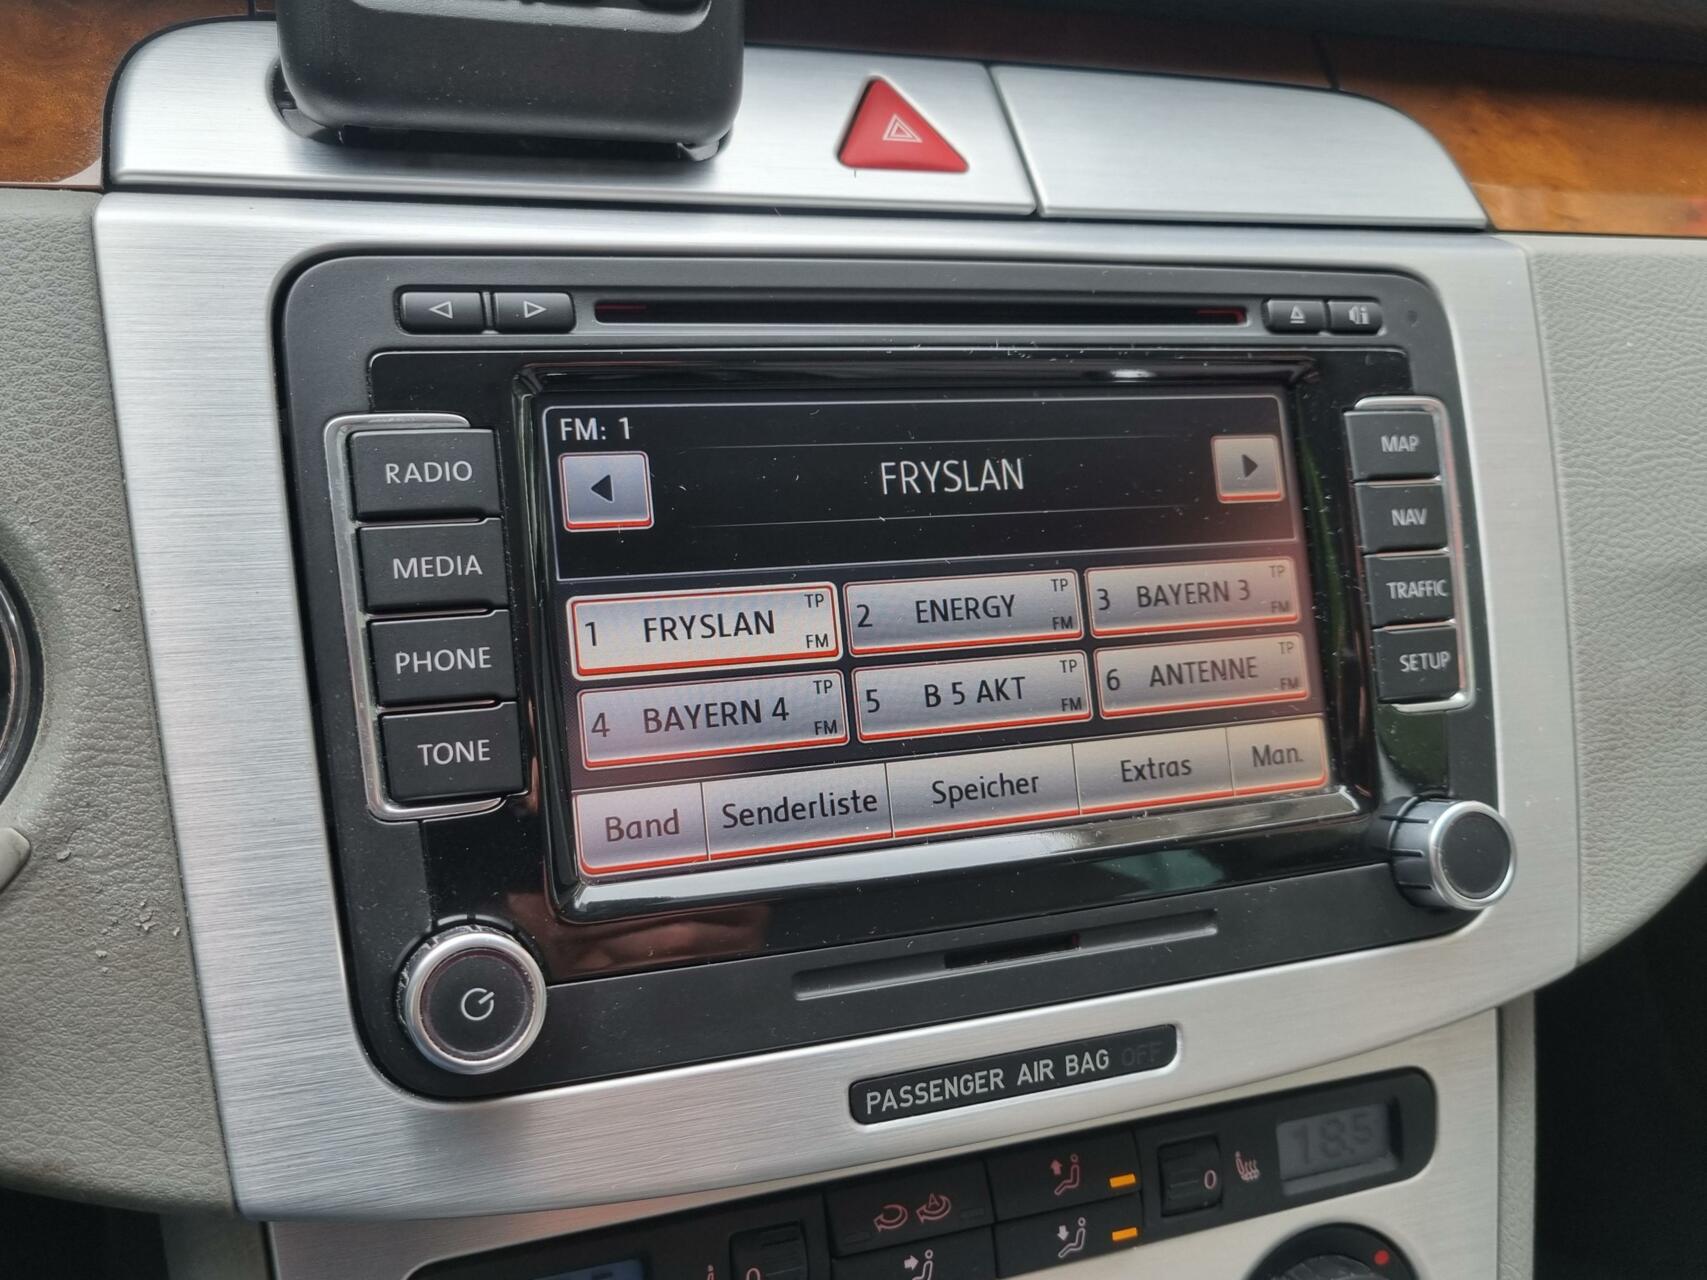 FM: 1
FRYSLAN
1 FRYSLAN TP FM
2 ENERGY TP FM
3 BAYERN 3 TP FM
4 BAYERN 4 TP FM
5 B 5 AKT TP FM
6 ANTENNE TP FM
Band Senderliste Speicher Extras Man.
RADIO
MEDIA
PHONE
TONE
MAP
NAV
TRAFFIC
SETUP
PASSENGER AIR BAG OFF
A
0
18.5
0